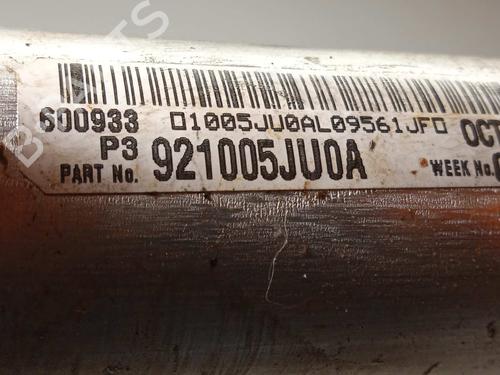 600933 01005JU0AL09561JF0 OCT
P3
PART No. 921005JU0A WEEK No.